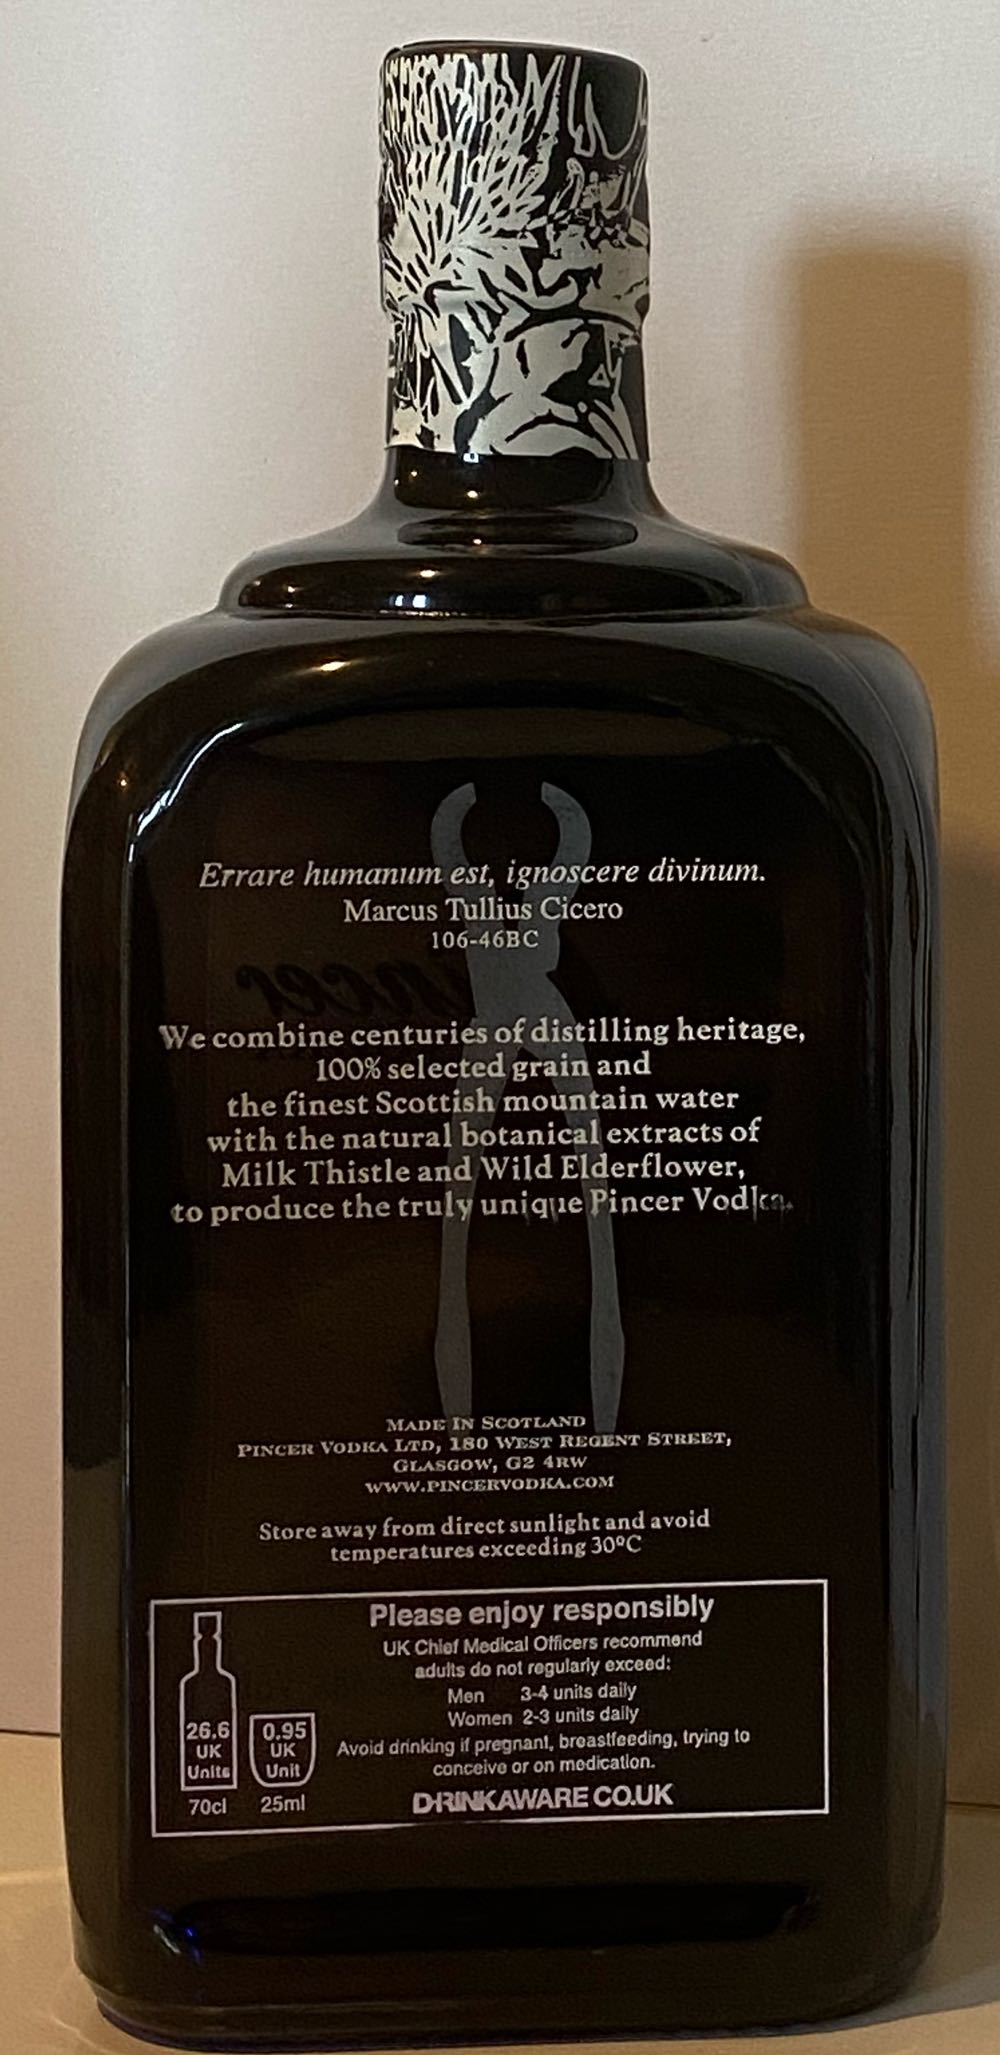 Errare humanum est, ignoscere divinum.
Marcus Tullius Cicero
106-46BC
We combine centuries of distilling heritage,
100% selected grain and
the finest Scottish mountain water
with the natural botanical extracts of
Milk Thistle and Wild Elderflower,
to produce the truly unique Pincer Vodka.
MADE IN SCOTLAND
PINCER VODKA LTD, 180 WEST REGENT STREET,
GLASGOW, G2 4RW
WWW.PINCERVODKA.COM
Store away from direct sunlight and avoid
temperatures exceeding 30ºC
26.6
UK
Units
70cl
0.95
UK
Unit
25ml
Please enjoy responsibly
UK Chief Medical Officers recommend
adults do not regularly exceed:
Men 3-4 units daily
Women 2-3 units daily
Avoid drinking if pregnant, breastfeeding, trying to
conceive or on medication.
DRINKAWARE.CO.UK